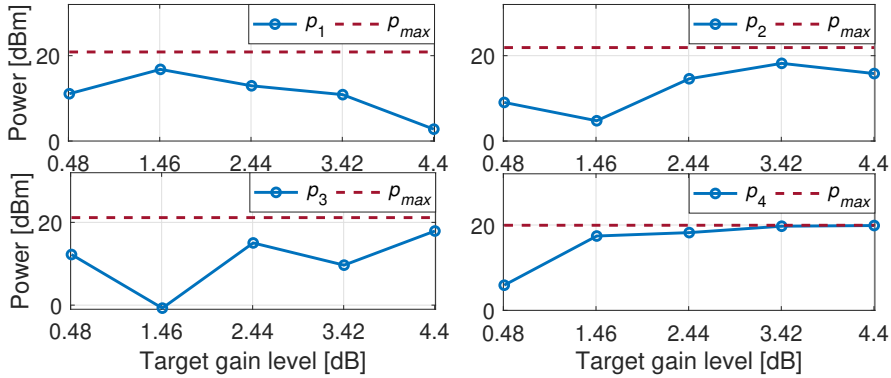 Power [dBm]
20
0
p1 pmax
0.48 1.46 2.44 3.42 4.4
20
0
p2 pmax
0.48 1.46 2.44 3.42 4.4
Power [dBm]
20
0
p3 pmax
0.48 1.46 2.44 3.42 4.4
Target gain level [dB]
20
0
p4 pmax
0.48 1.46 2.44 3.42 4.4
Target gain level [dB]